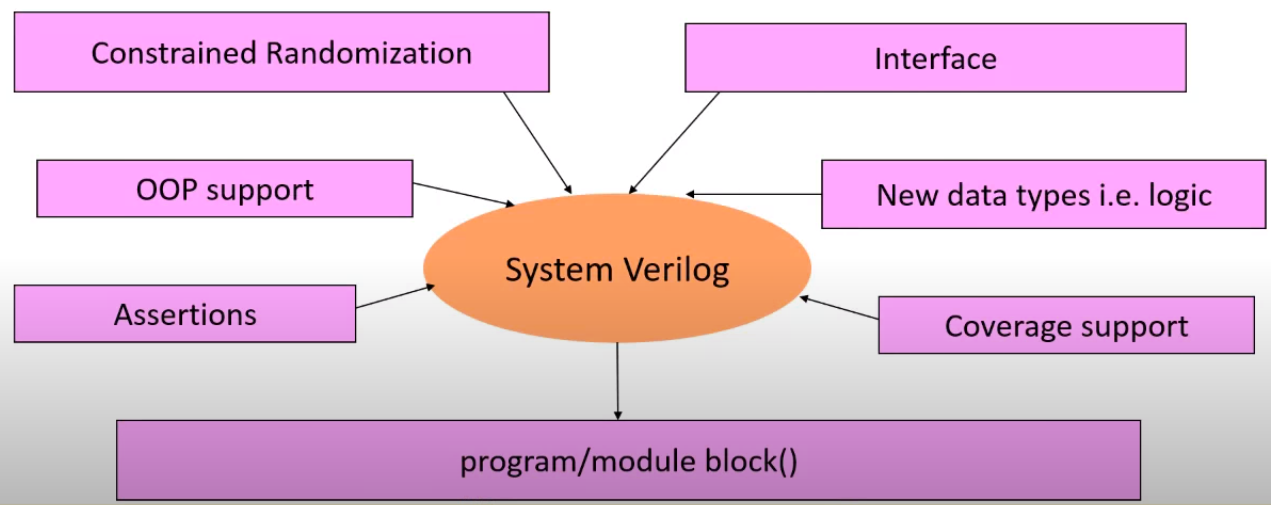 Constrained Randomization
Interface
OOP support
New data types i.e. logic
System Verilog
Assertions
Coverage support
program/module block()